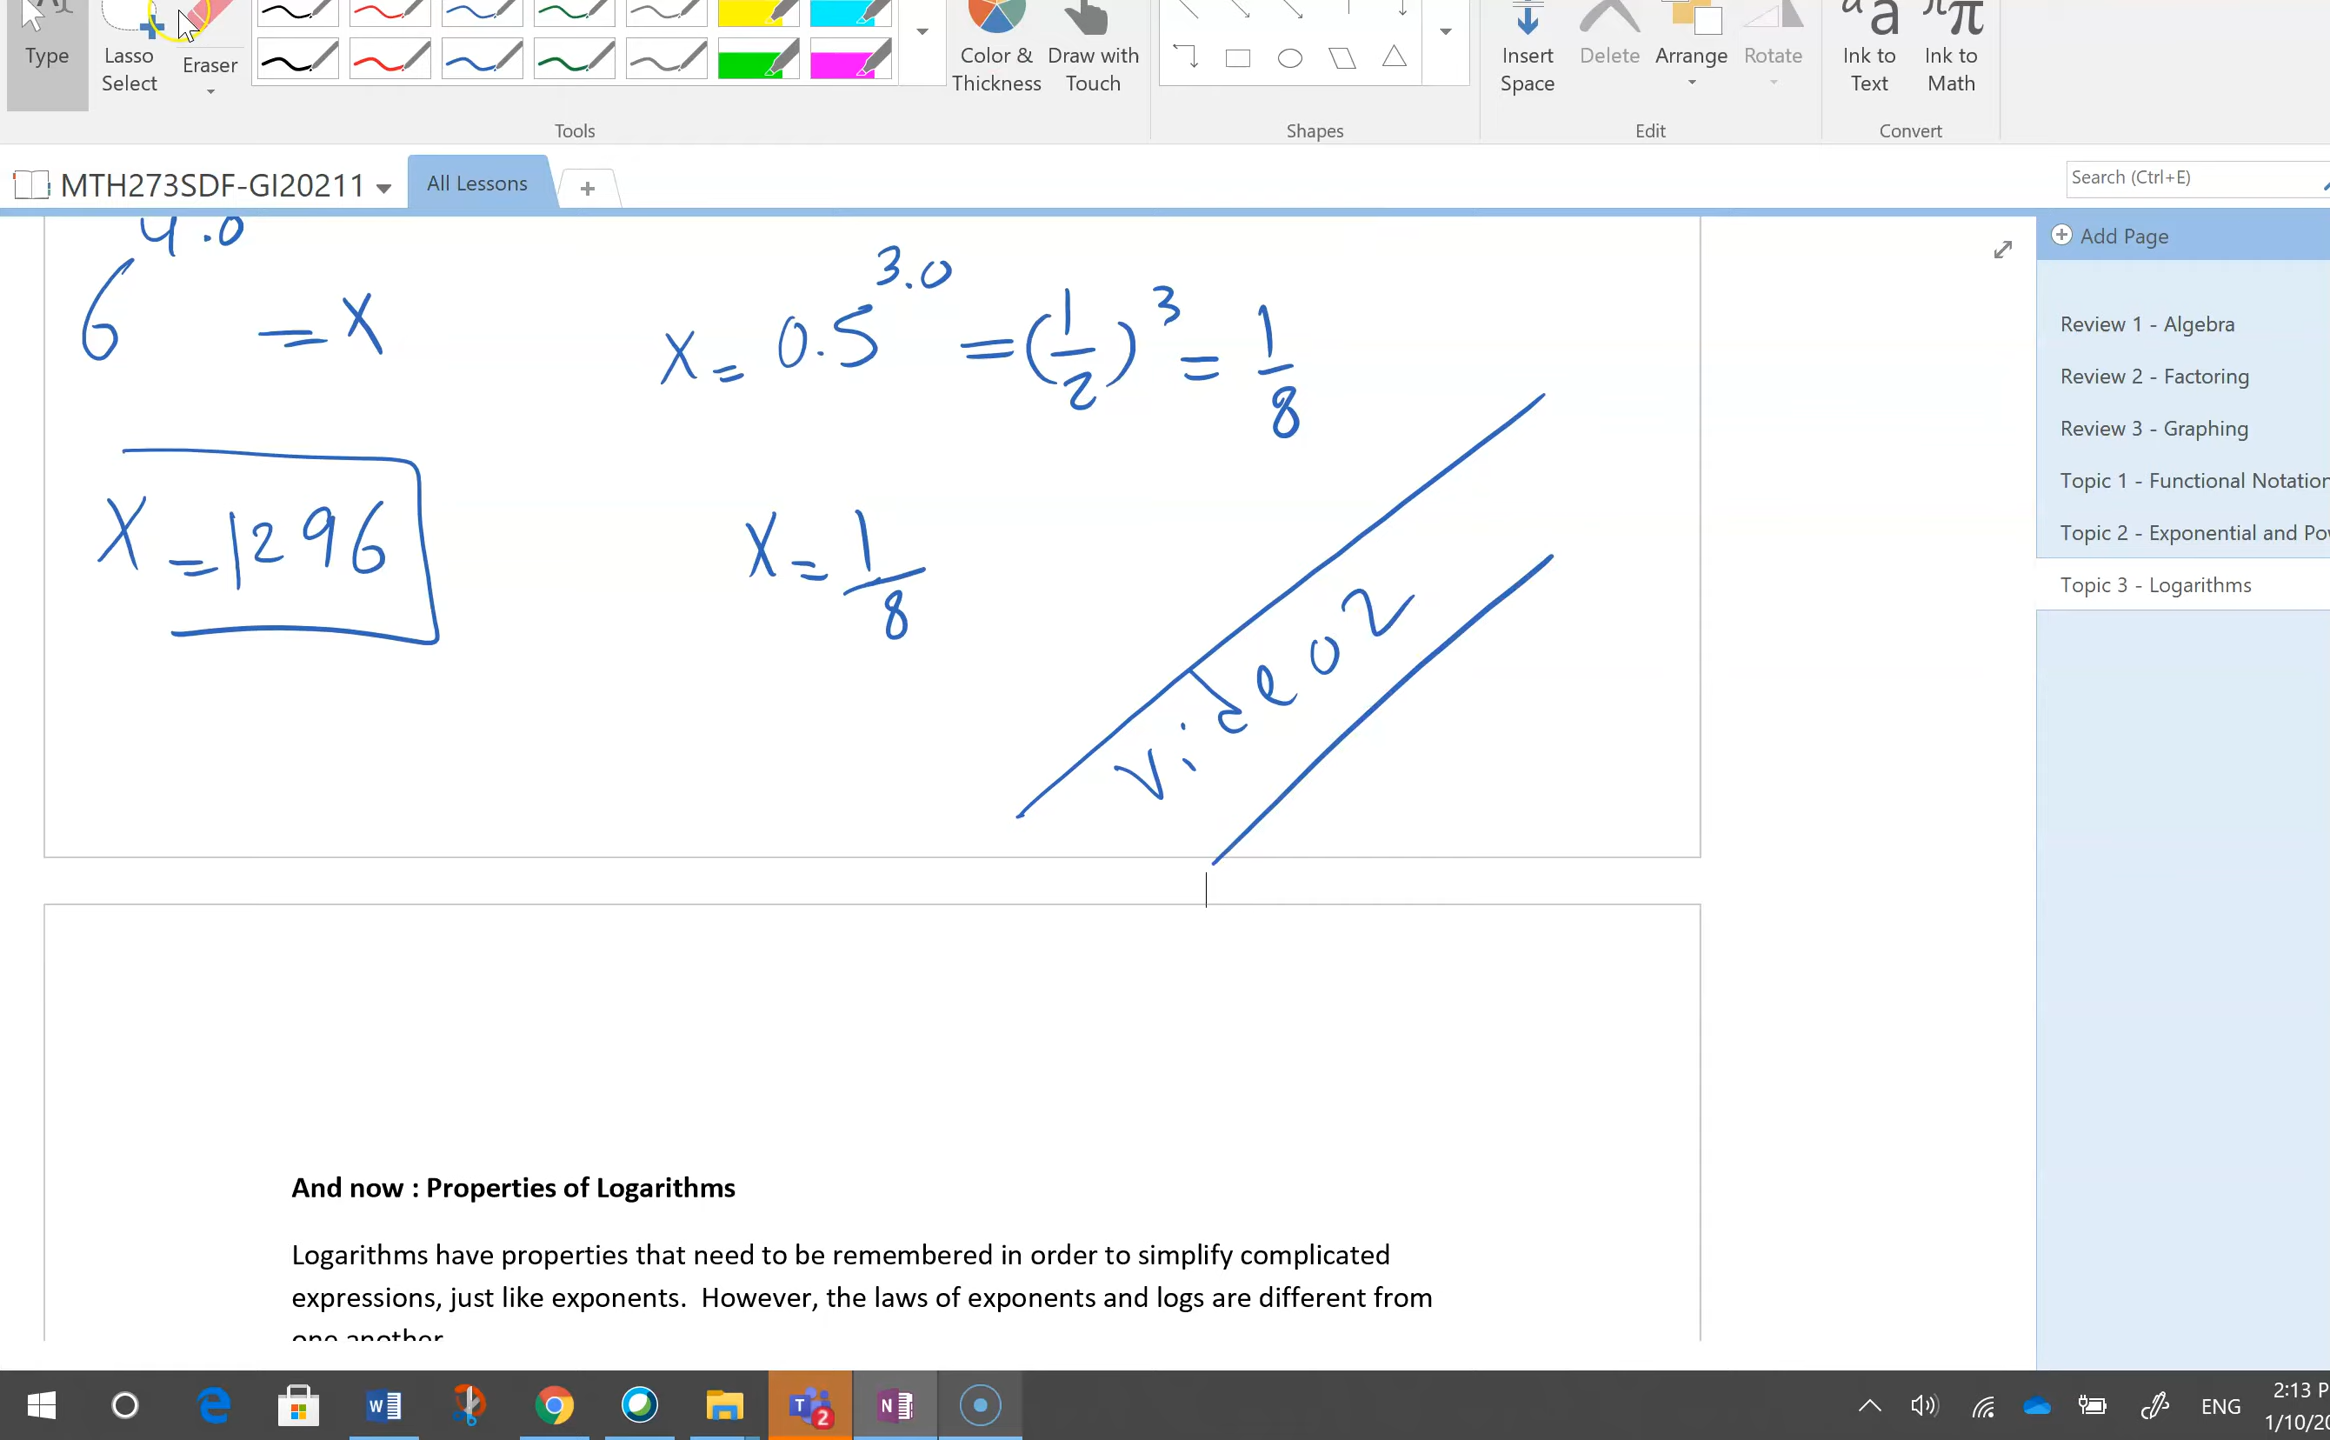 Type
Lasso Select
Eraser
Color & Thickness
Draw with Touch
Insert Space
Delete
Arrange
Rotate
Ink to Text
Ink to Math
Tools
Shapes
Edit
Convert
MTH273SDF-GI20211
All Lessons
+
Search (Ctrl+E)
Add Page
Review 1 - Algebra
Review 2 - Factoring
Review 3 - Graphing
Topic 1 - Functional Notation
Topic 2 - Exponential and Po
Topic 3 - Logarithms
6^4.0 = x
x = 0.5^3.0 = (1/2)^3 = 1/8
x = 1296
x = 1/8
Video 2
And now : Properties of Logarithms
Logarithms have properties that need to be remembered in order to simplify complicated
expressions, just like exponents.  However, the laws of exponents and logs are different from
one another
ENG
2:13 P
1/10/20